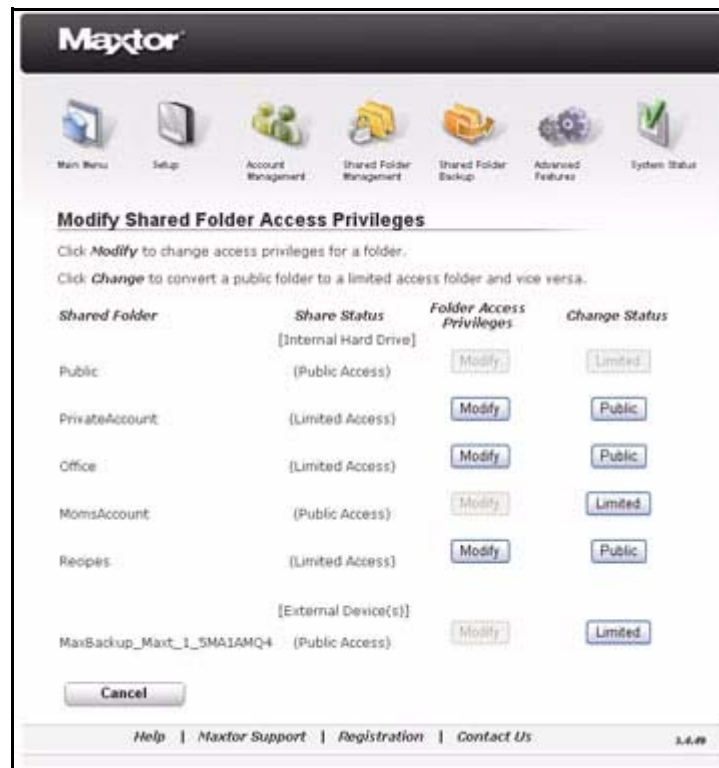 Maxtor
Main Menu
Setup
Account Management
Shared Folder Management
Shared Folder Backup
Advanced Features
System Status
Modify Shared Folder Access Privileges
Click Modify to change access privileges for a folder.
Click Change to convert a public folder to a limited access folder and vice versa.
Shared Folder Share Status Folder Access Privileges Change Status
[Internal Hard Drive]
Public (Public Access) Modify Limited
PrivateAccount (Limited Access) Modify Public
Office (Limited Access) Modify Public
MomsAccount (Public Access) Modify Limited
Recipes (Limited Access) Modify Public
[External Device(s)]
MaxBackup_Maxt_1_5MA1AMQ4 (Public Access) Modify Limited
Cancel
Help | Maxtor Support | Registration | Contact Us